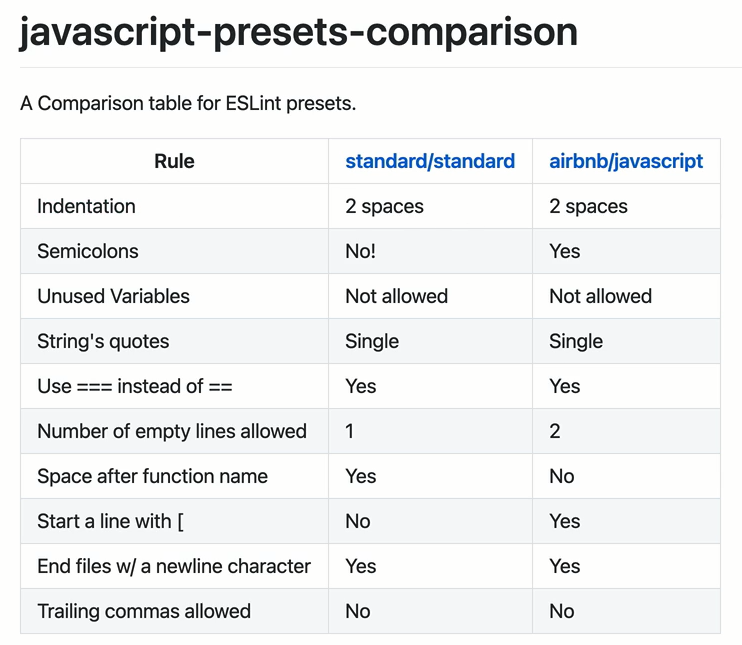 javascript-presets-comparison
A Comparison table for ESLint presets.
Rule standard/standard airbnb/javascript
Indentation 2 spaces 2 spaces
Semicolons No! Yes
Unused Variables Not allowed Not allowed
String's quotes Single Single
Use === instead of == Yes Yes
Number of empty lines allowed 1 2
Space after function name Yes No
Start a line with [ No Yes
End files w/ a newline character Yes Yes
Trailing commas allowed No No